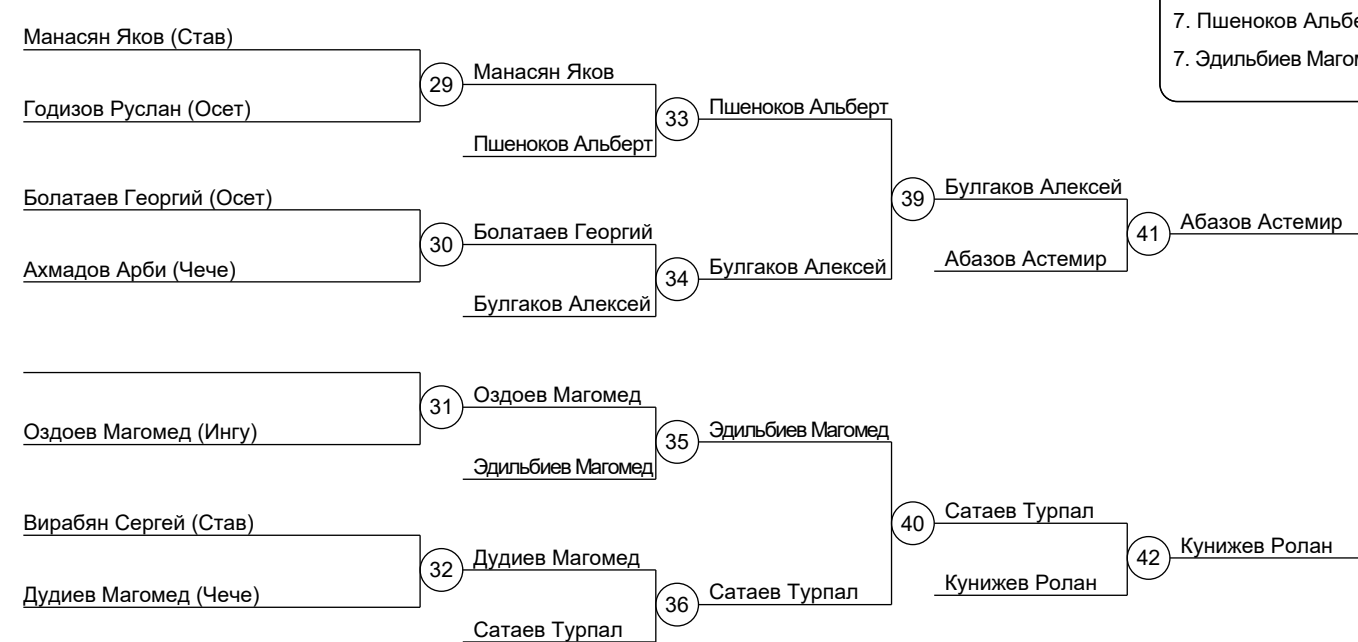 7. Пшеноков Альбе
7. Эдильбиев Магом
Манасян Яков (Став)
29
Манасян Яков
Годизов Руслан (Осет)
33
Пшеноков Альберт
Пшеноков Альберт
Болатаев Георгий (Осет)
39
Булгаков Алексей
30
Болатаев Георгий
Ахмадов Арби (Чече)
34
Булгаков Алексей
Абазов Астемир
41
Абазов Астемир
Булгаков Алексей
31
Оздоев Магомед
Оздоев Магомед (Ингу)
35
Эдильбиев Магомед
Эдильбиев Магомед
Вирабян Сергей (Став)
40
Сатаев Турпал
32
Дудиев Магомед
42
Кунижев Ролан
Дудиев Магомед (Чече)
36
Сатаев Турпал
Кунижев Ролан
Сатаев Турпал